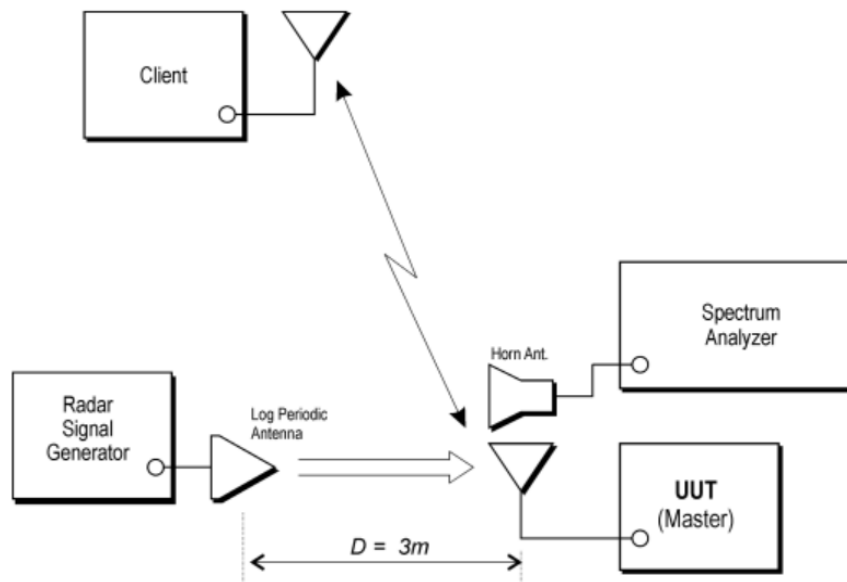 Client
Spectrum
Analyzer
Horn Ant.
Radar
Signal
Generator
Log Periodic
Antenna
UUT
(Master)
D = 3m